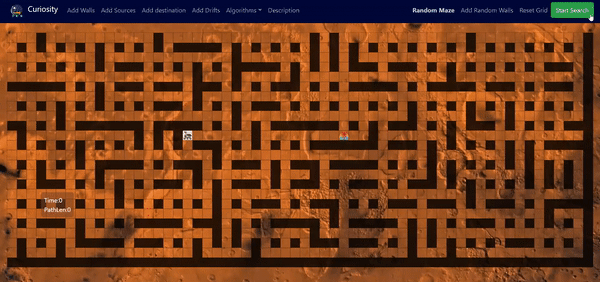 Curiosity Add Walls Add Sources Add destination Add Drifts Algorithms Description Random Maze Add Random Walls Reset Grid Start Search
Time:0
PathLen:0